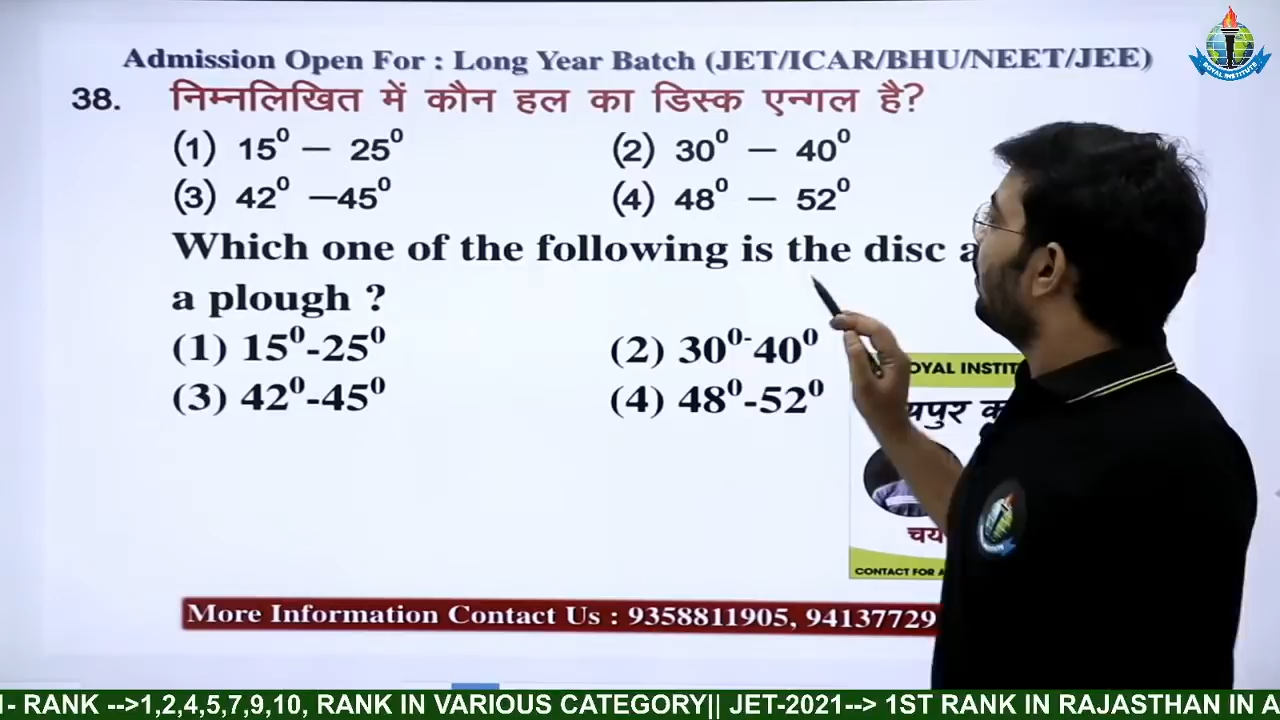 Admission Open For : Long Year Batch (JET/ICAR/BHU/NEET/JEE)
38. निम्नलिखित में कौन हल का डिस्क एन्गल है?
(1) 15⁰ – 25⁰ (2) 30⁰ – 40⁰
(3) 42⁰ –45⁰ (4) 48⁰ – 52⁰
Which one of the following is the disc a
a plough ?
(1) 15⁰-25⁰ (2) 30⁰-40⁰
(3) 42⁰-45⁰ (4) 48⁰-52⁰
OYAL INSTIT
यपुर क
चय
CONTACT FOR A
More Information Contact Us : 9358811905, 94137729
- RANK -->1,2,4,5,7,9,10, RANK IN VARIOUS CATEGORY|| JET-2021--> 1ST RANK IN RAJASTHAN IN A